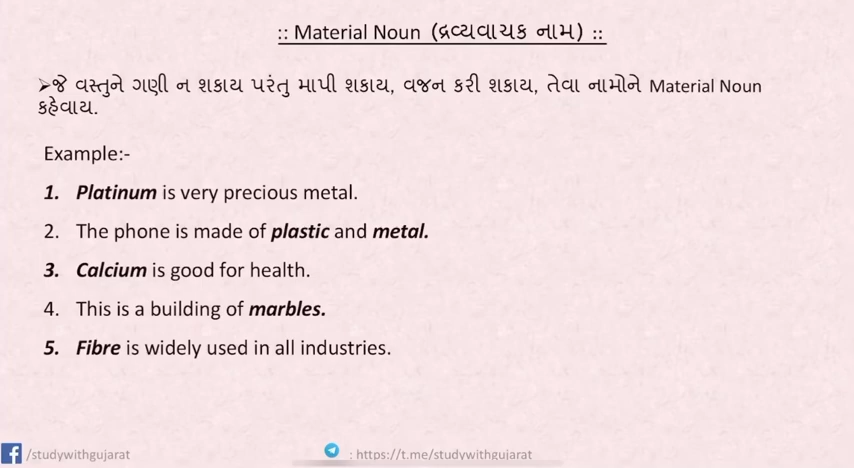 :: Material Noun (દ્રવ્યવાચક નામ) ::
➢જે વસ્તુને ગણી ન શકાય પરંતુ માપી શકાય, વજન કરી શકાય, તેવા નામોને Material Noun
કહેવાય.
Example:-
1. Platinum is very precious metal.
2. The phone is made of plastic and metal.
3. Calcium is good for health.
4. This is a building of marbles.
5. Fibre is widely used in all industries.
/studywithgujarat : https://t.me/studywithgujarat